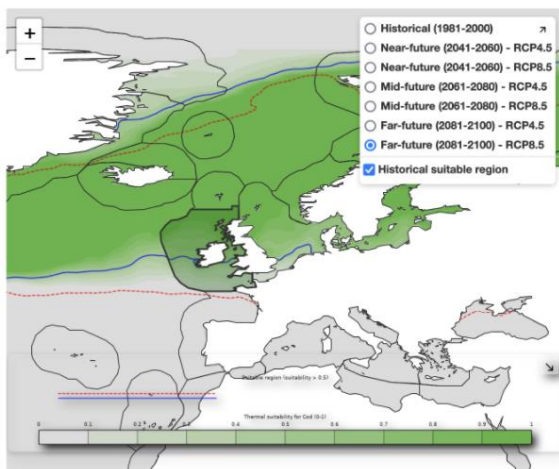 +
−
Historical (1981-2000)
Near-future (2041-2060) - RCP4.5
Near-future (2041-2060) - RCP8.5
Mid-future (2061-2080) - RCP4.5
Mid-future (2061-2080) - RCP8.5
Far-future (2081-2100) - RCP4.5
Far-future (2081-2100) - RCP8.5
Historical suitable region
Suitable region (suitability > 0.5)
Thermal suitability for Cod (0-1)
0 0.1 0.2 0.3 0.4 0.5 0.6 0.7 0.8 0.9 1